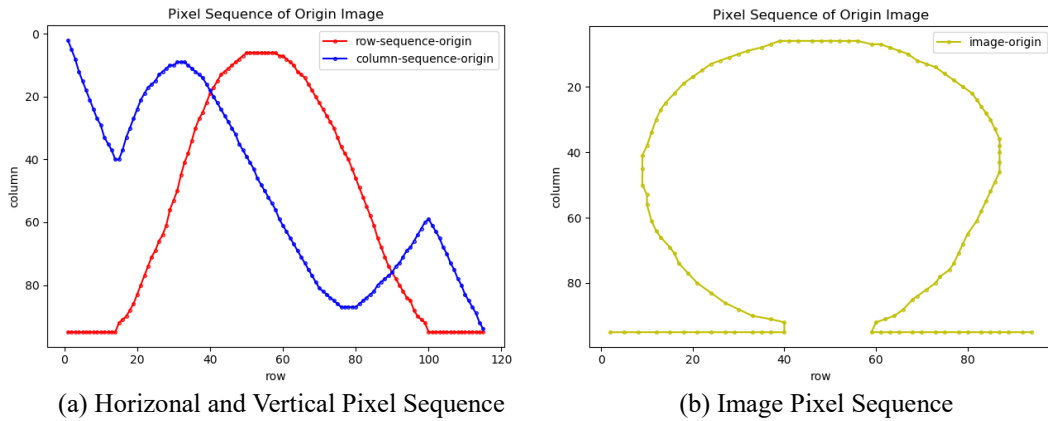 Pixel Sequence of Origin Image
0
20
40
60
80
column
row-sequence-origin
column-sequence-origin
0 20 40 60 80 100 120
row
(a) Horizonal and Vertical Pixel Sequence
Pixel Sequence of Origin Image
20
40
60
80
column
image-origin
0 20 40 60 80
row
(b) Image Pixel Sequence